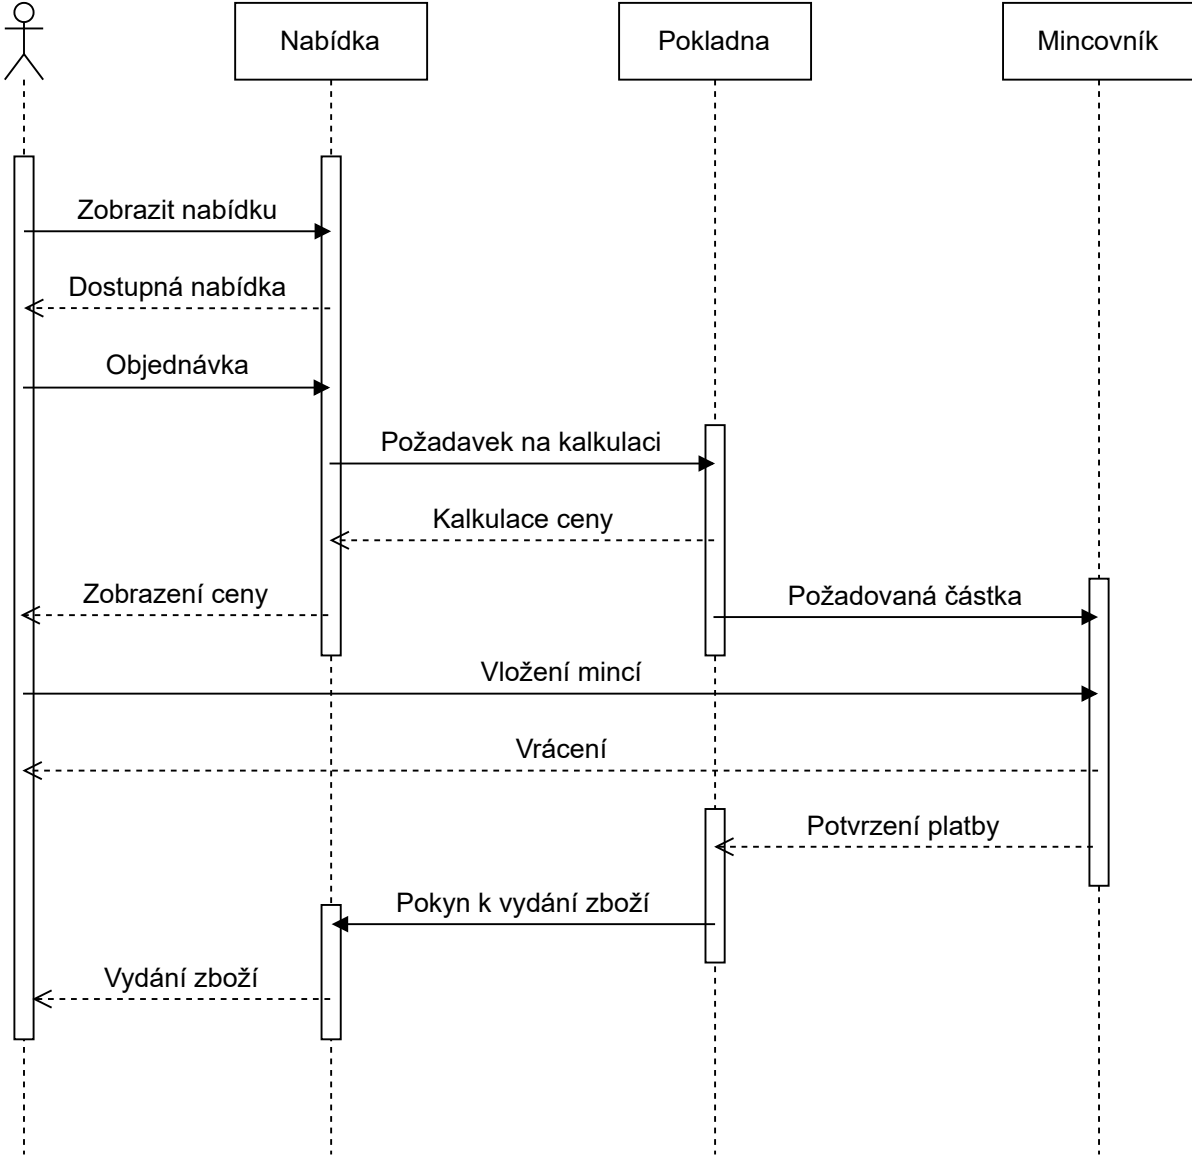 Nabídka
Pokladna
Mincovník
Zobrazit nabídku
Dostupná nabídka
Objednávka
Požadavek na kalkulaci
Kalkulace ceny
Zobrazení ceny
Požadovaná částka
Vložení mincí
Vrácení
Potvrzení platby
Pokyn k vydání zboží
Vydání zboží